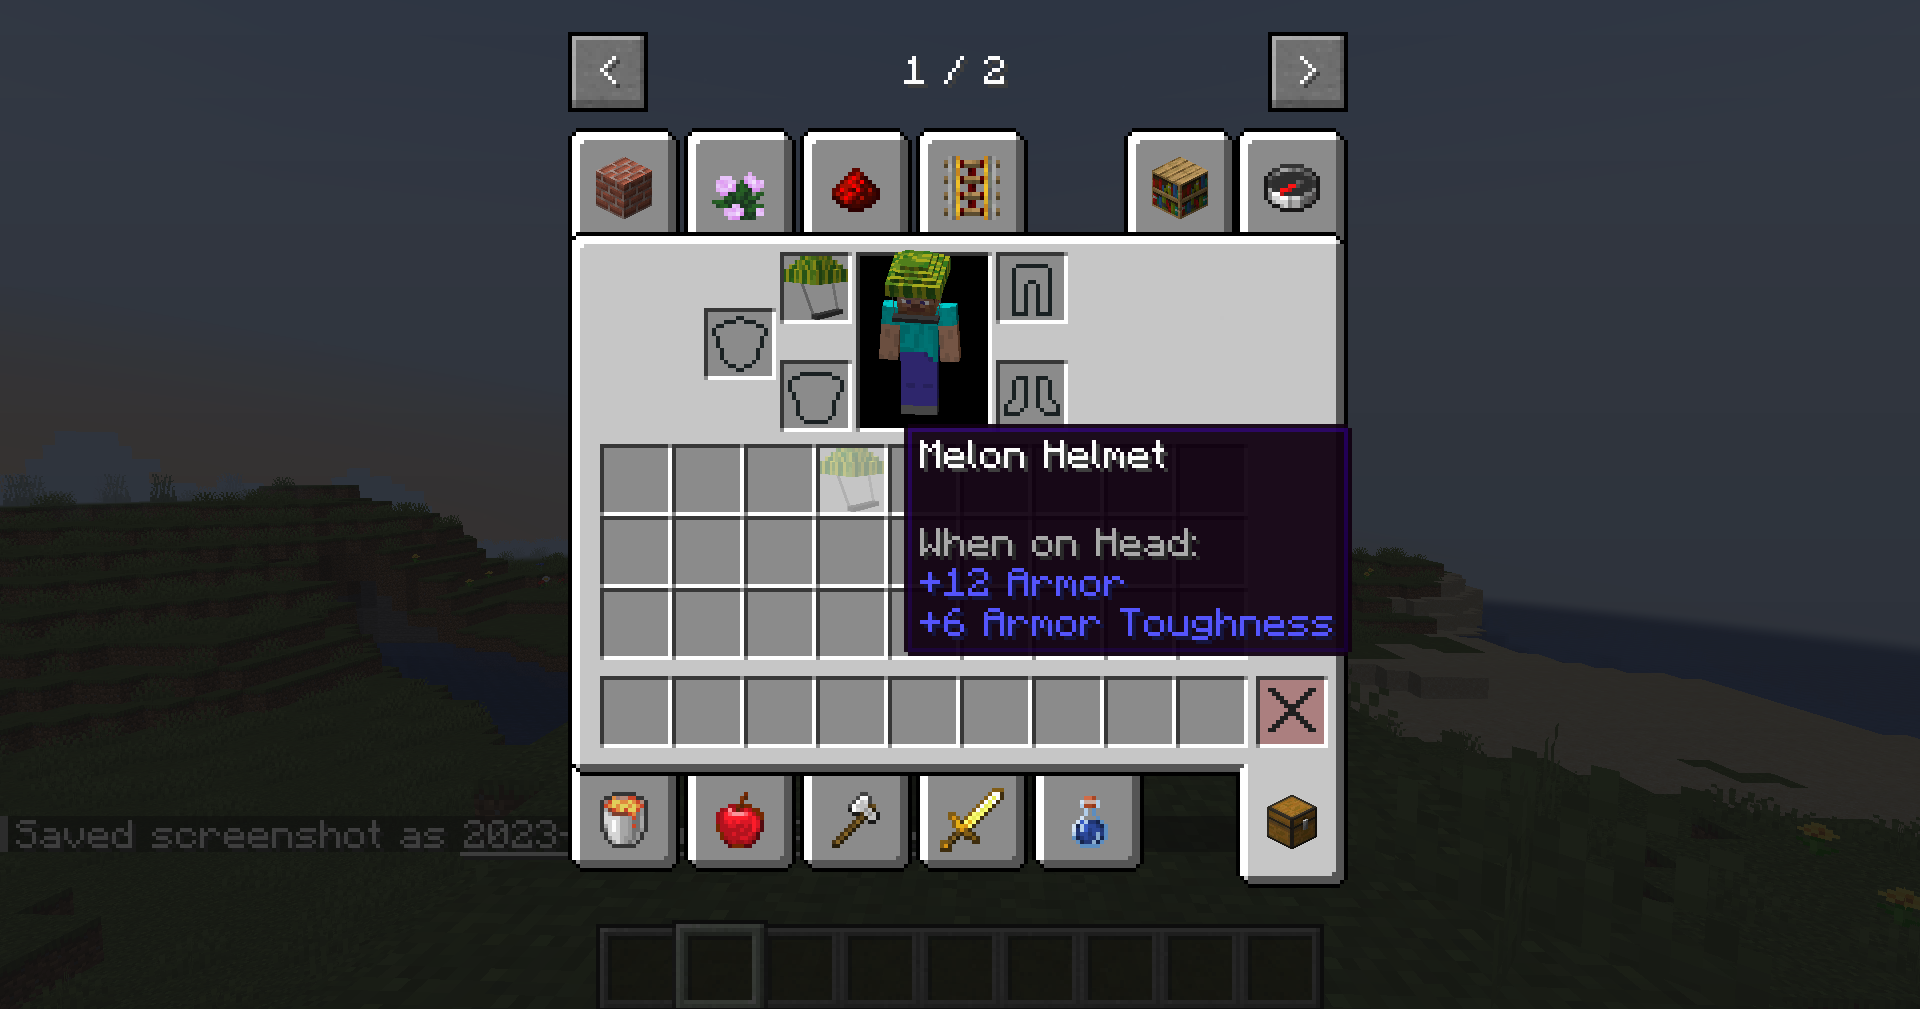 <
1 / 2
>
Melon Helmet
When on Head:
+12 Armor
+6 Armor Toughness
Saved screenshot as 2023-